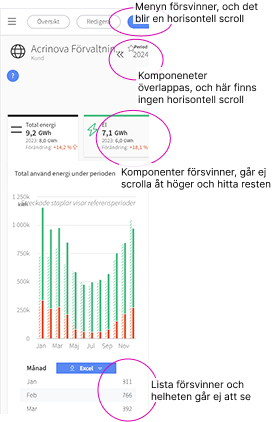 Menyn försvinner, och det
blir en horisontell scroll
Översikt
Redigera
Acrinova Förvaltnin
Kund
«
Period
2024
?
Komponeneter
överlappas, och här finns
ingen horisontell scroll
Total energi
9,2 GWh
2023: 8,0 GWh
Förändring: +14,2 %
El
7,1 GWh
2023: 6,0 GWh
Förändring: +18,1 %
Komponenter försvinner, går ej
scrolla åt höger och hitta resten
Total använd energi under perioden
1 250k
Streckade staplar visar referensperioder
1 000k
750k
500k
250k
0
Jan Mar Maj Jul Sep Nov
Månad
Excel
Jan 911
Feb 766
Mar 392
Lista försvinner och
helheten går ej att se